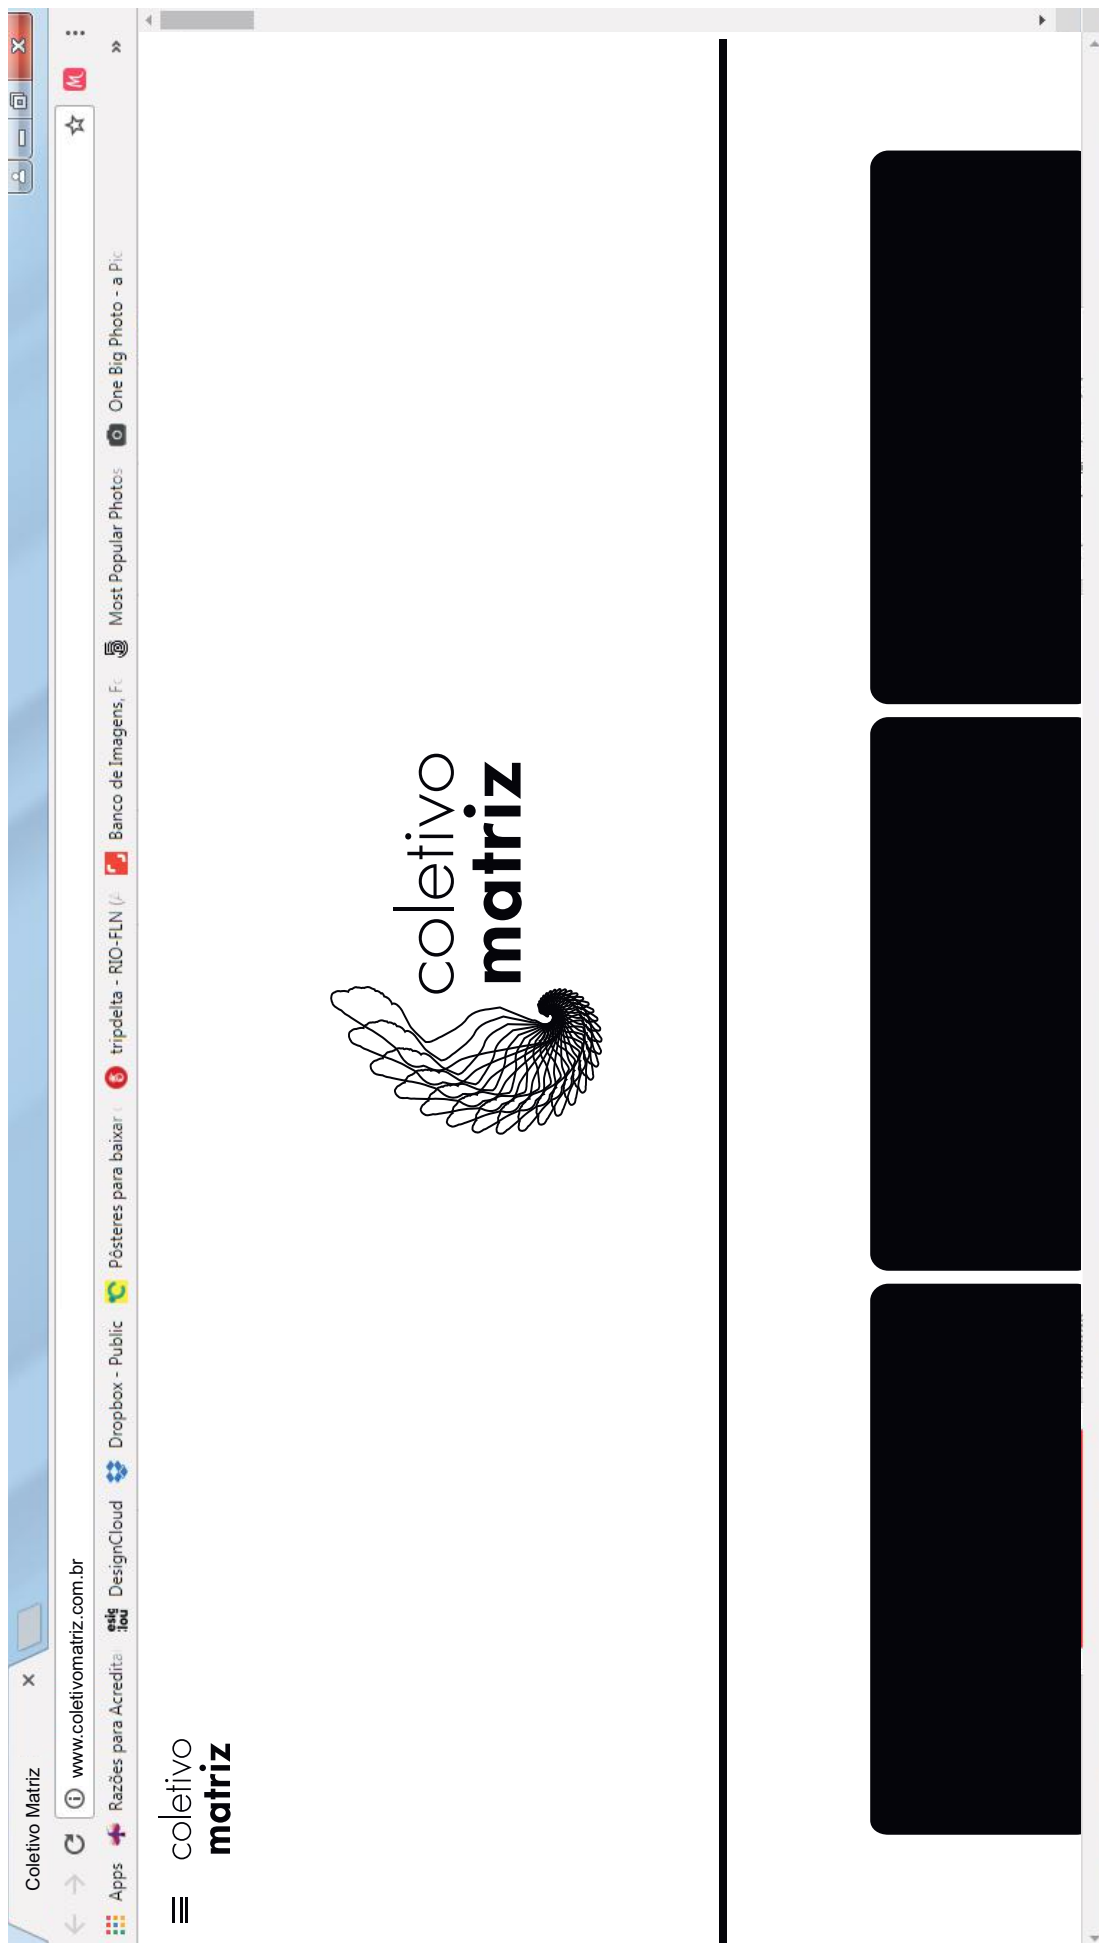 Coletivo Matriz
www.coletivomatriz.com.br
Apps Razões para Acredita DesignCloud Dropbox - Public Pôsteres para baixar tripdelta - RIO-FLN (A Banco de Imagens, Fo Most Popular Photos One Big Photo - a Pic
coletivo
matriz
coletivo
matriz